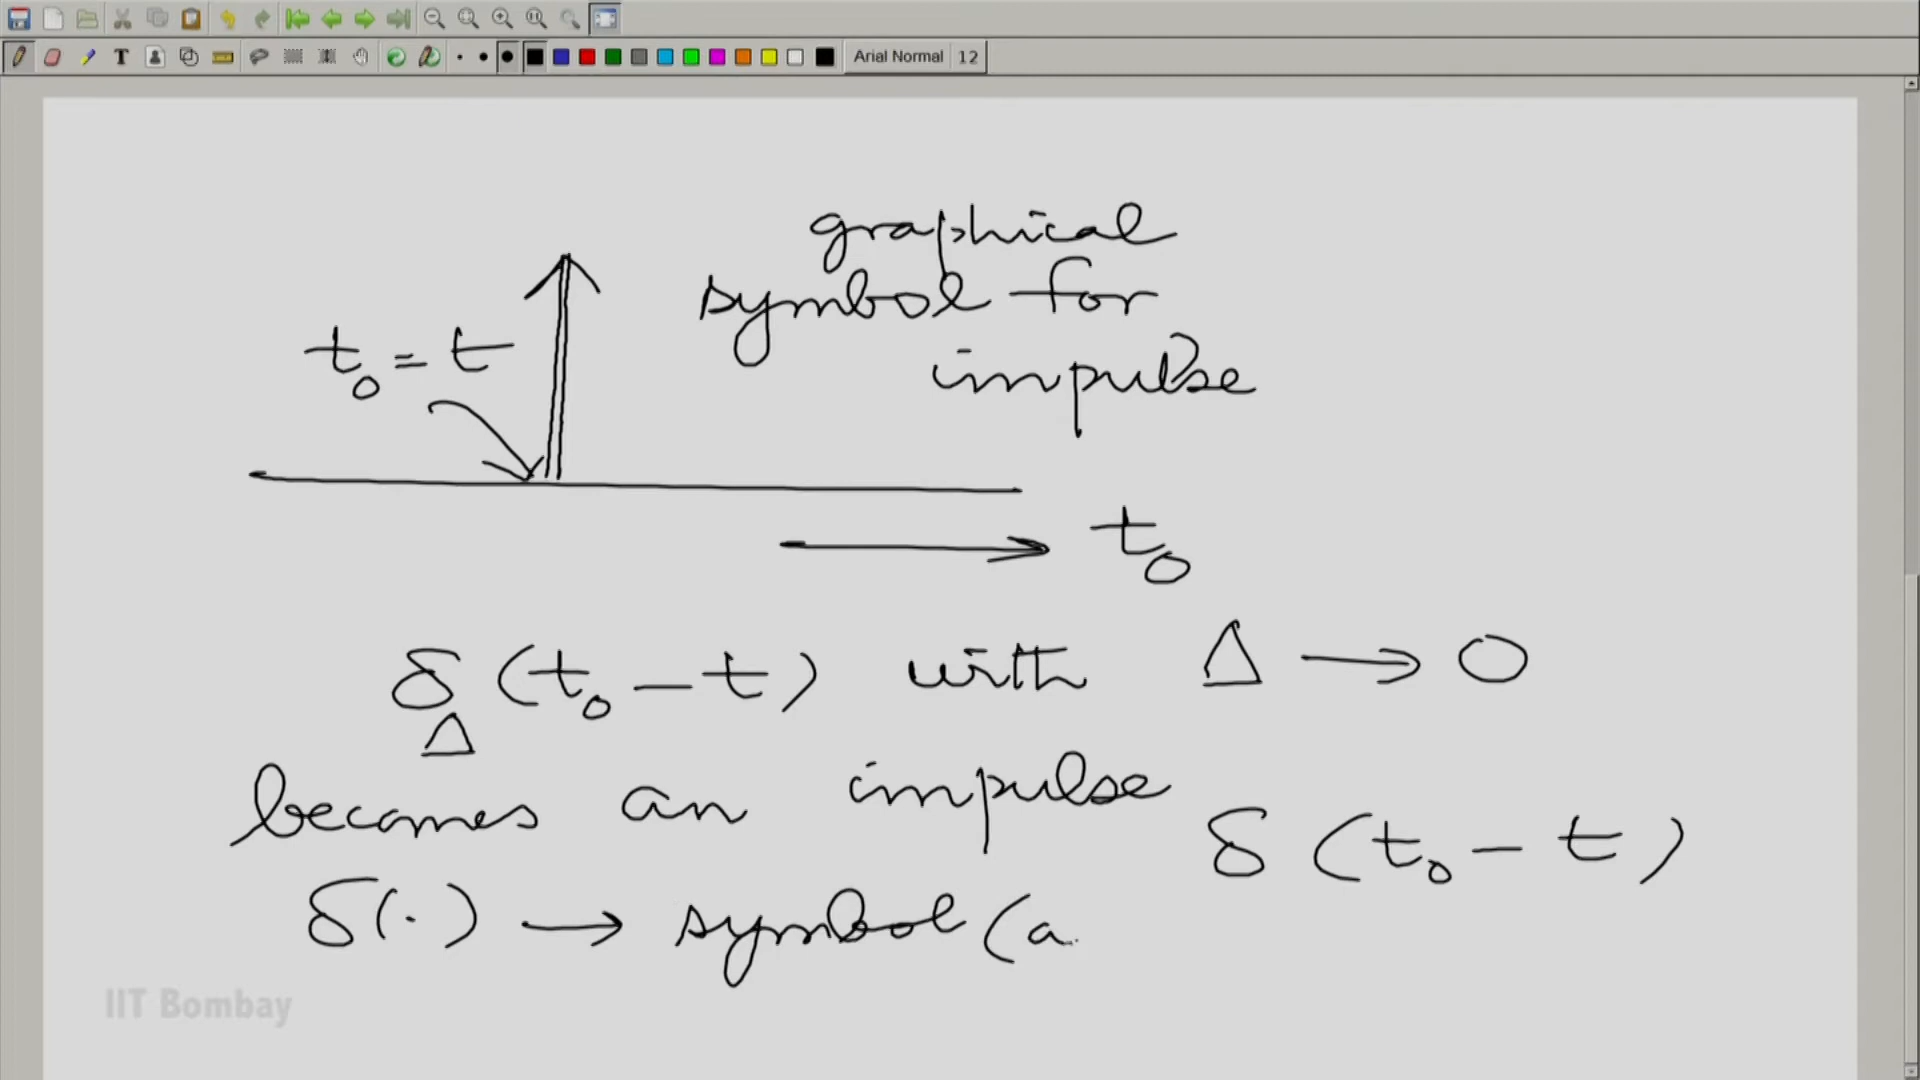 Arial Normal 12
graphical
symbol for
impulse
t₀ = t
t₀
δ_Δ (t₀ - t) with Δ → 0
becomes an impulse δ (t₀ - t)
δ(·) → symbol (a
IIT Bombay